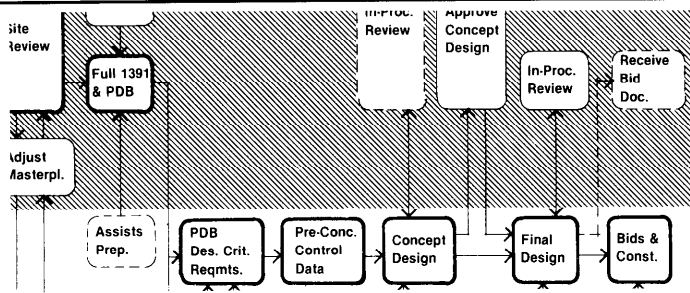 Site
Review
Full 1391
& PDB
In-Proc.
Review
Approve
Concept
Design
In-Proc.
Review
Receive
Bid
Doc.
Adjust
Masterpl.
Assists
Prep.
PDB
Des. Crit.
Reqmts.
Pre-Conc.
Control
Data
Concept
Design
Final
Design
Bids &
Const.